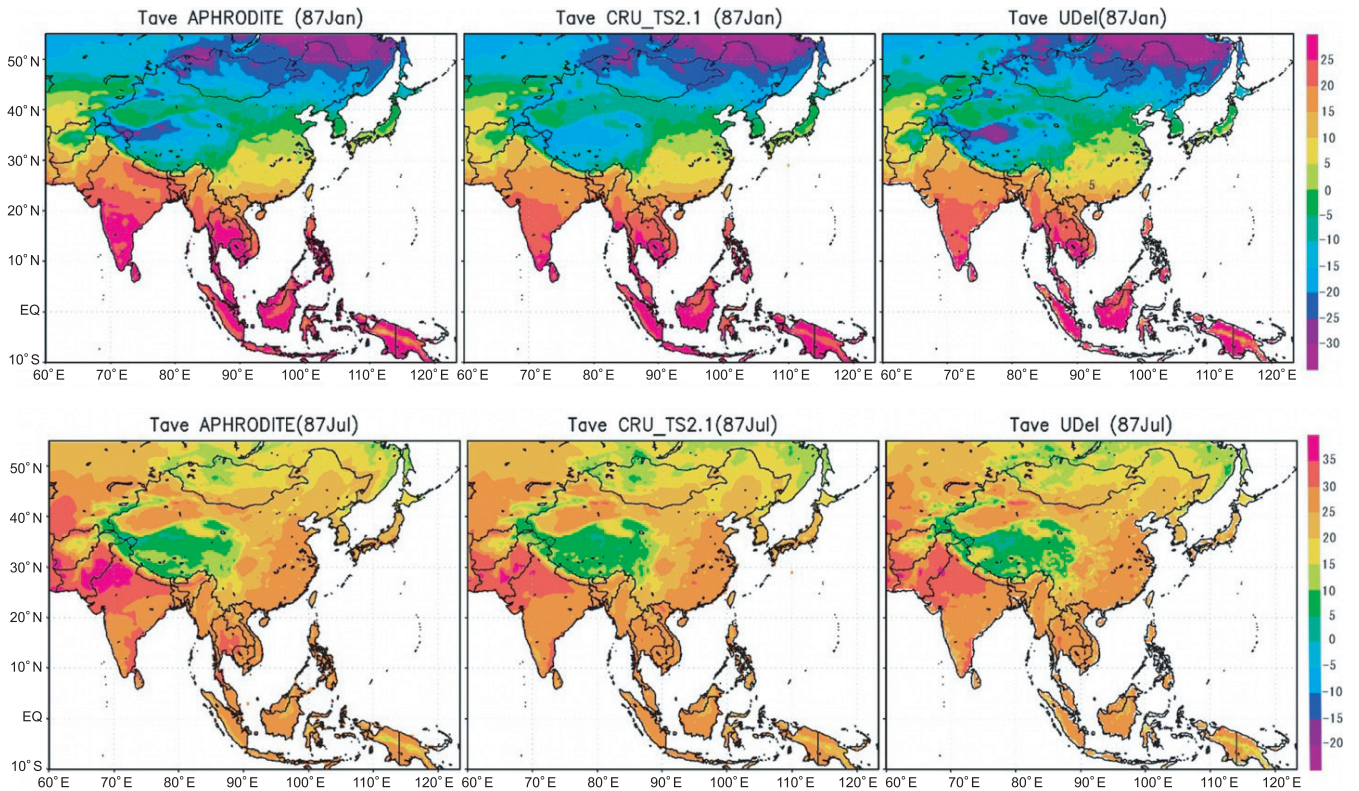 Tave APHRODITE (87Jan)
Tave CRU_TS2.1 (87Jan)
Tave UDel(87Jan)
50° N
40° N
30° N
20° N
10° N
EQ
10° S
60° E 70° E 80° E 90° E 100° E 110° E 120° E
60° E 70° E 80° E 90° E 100° E 110° E 120° E
60° E 70° E 80° E 90° E 100° E 110° E 120° E
5
25
20
15
10
5
0
-5
-10
-15
-20
-25
-30
Tave APHRODITE(87Jul)
Tave CRU_TS2.1(87Jul)
Tave UDel (87Jul)
50° N
40° N
30° N
20° N
10° N
EQ
10° S
60° E 70° E 80° E 90° E 100° E 110° E 120° E
60° E 70° E 80° E 90° E 100° E 110° E 120° E
60° E 70° E 80° E 90° E 100° E 110° E 120° E
35
30
25
20
15
10
5
0
-5
-10
-15
-20